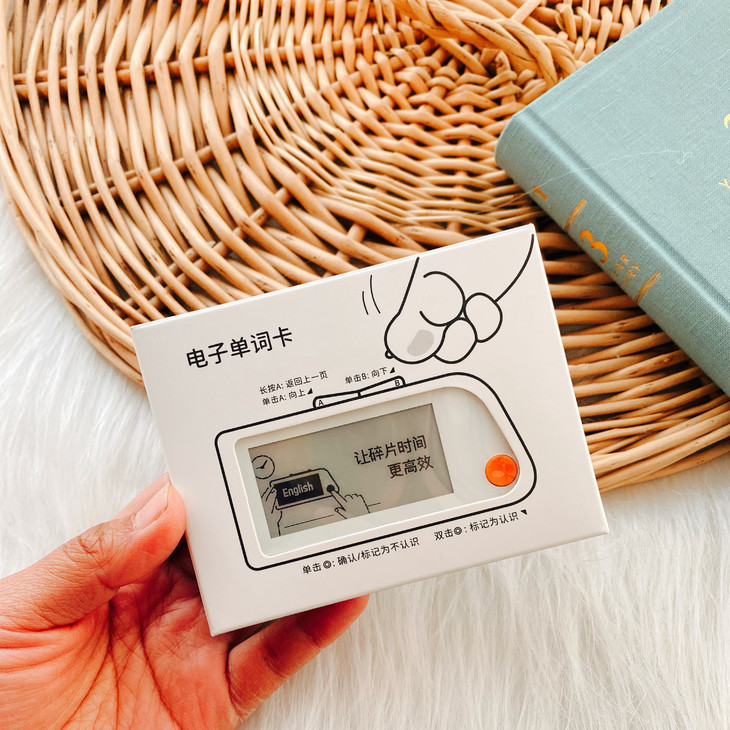 电子单词卡
长按A: 返回上一页
单击A: 向上◢
单击B: 向下◢
A
B
让碎片时间
更高效
English
单击◎: 确认/标记为不认识
双击◎: 标记为认识◥
3